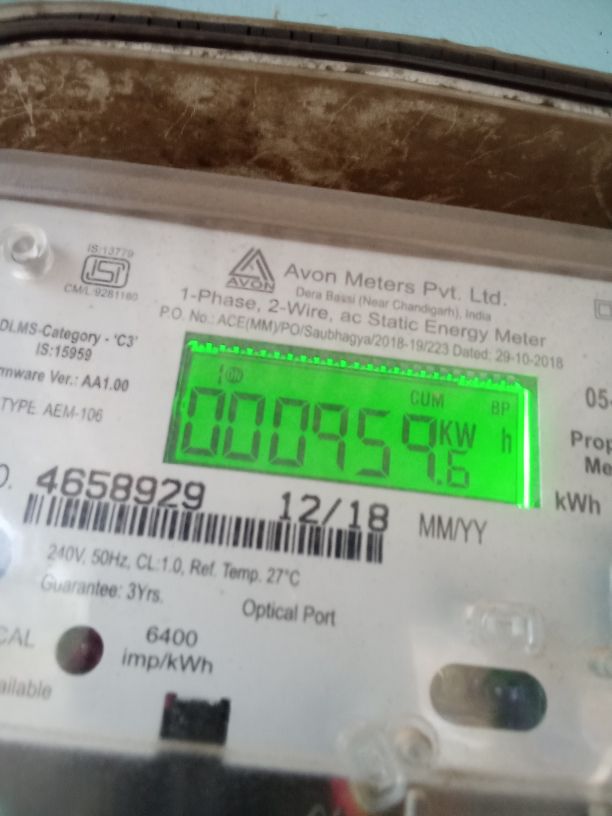 IS:13779
CM/L-9281160
AVON
Avon Meters Pvt. Ltd.
Dera Bassi (Near Chandigarh), India
1-Phase, 2-Wire, ac Static Energy Meter
P.O. No.: ACE(MM)/PO/Saubhagya/2018-19/223 Dated: 29-10-2018
DLMS-Category - 'C3'
IS:15959
mware Ver.: AA1.00
TYPE AEM-106
CUM BP
000959.6 KW h
kWh
05-
Prop
Me
O. 4658929 12/18 MM/YY
240V, 50Hz, CL:1.0, Ref. Temp. 27°C
Guarantee: 3Yrs.
Optical Port
CAL
6400
imp/kWh
ailable